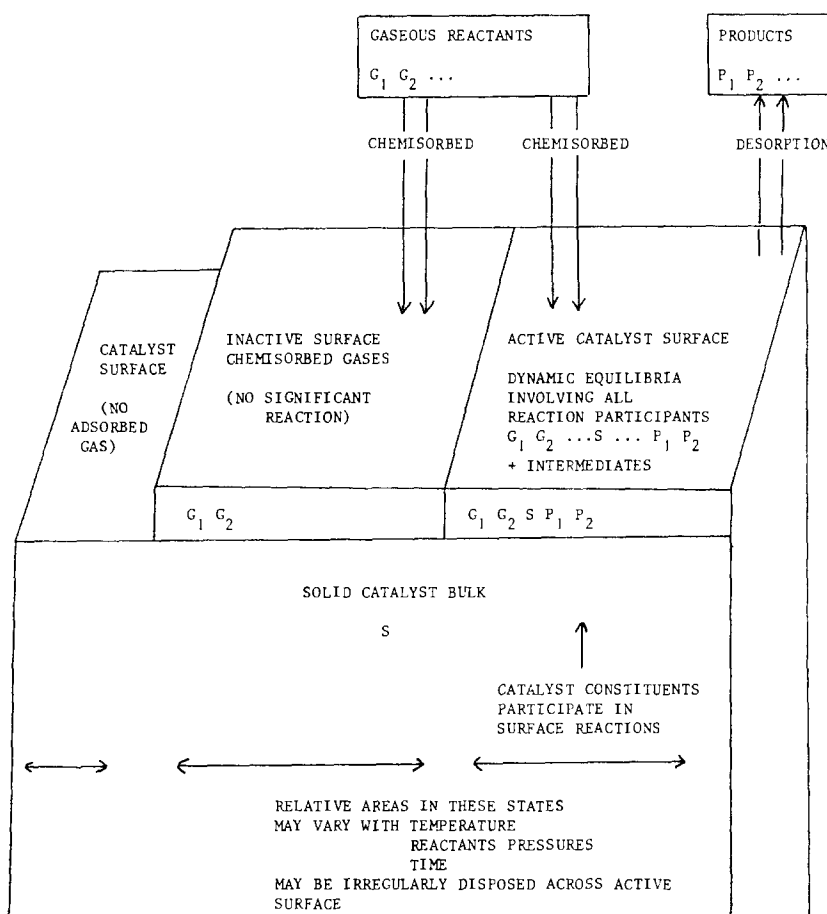 GASEOUS REACTANTS
G1 G2 ...
PRODUCTS
P1 P2 ...
CHEMISORBED
CHEMISORBED
DESORPTION
CATALYST
SURFACE
(NO
ADSORBED
GAS)
INACTIVE SURFACE
CHEMISORBED GASES
(NO SIGNIFICANT
REACTION)
ACTIVE CATALYST SURFACE
DYNAMIC EQUILIBRIA
INVOLVING ALL
REACTION PARTICIPANTS
G1 G2 ...S ... P1 P2
+ INTERMEDIATES
G1 G2
G1 G2 S P1 P2
SOLID CATALYST BULK
S
CATALYST CONSTITUENTS
PARTICIPATE IN
SURFACE REACTIONS
RELATIVE AREAS IN THESE STATES
MAY VARY WITH TEMPERATURE
REACTANTS PRESSURES
TIME
MAY BE IRREGULARLY DISPOSED ACROSS ACTIVE
SURFACE